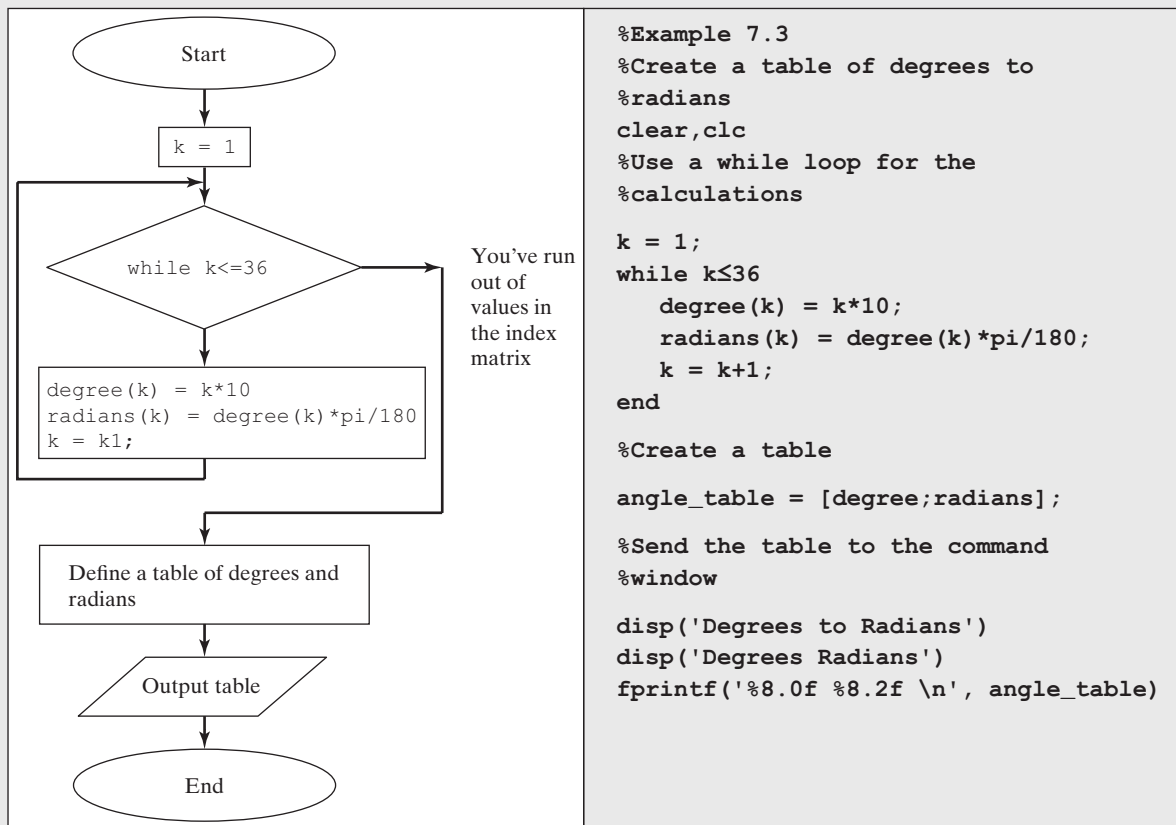 Start
k = 1
while k<=36
You've run
out of
values in
the index
matrix
degree(k) = k*10
radians(k) = degree(k)*pi/180
k = k1;
Define a table of degrees and
radians
Output table
End
%Example 7.3
%Create a table of degrees to
%radians
clear,clc
%Use a while loop for the
%calculations
k = 1;
while k≤36
degree(k) = k*10;
radians(k) = degree(k)*pi/180;
k = k+1;
end
%Create a table
angle_table = [degree;radians];
%Send the table to the command
%window
disp('Degrees to Radians')
disp('Degrees Radians')
fprintf('%8.0f %8.2f \n', angle_table)